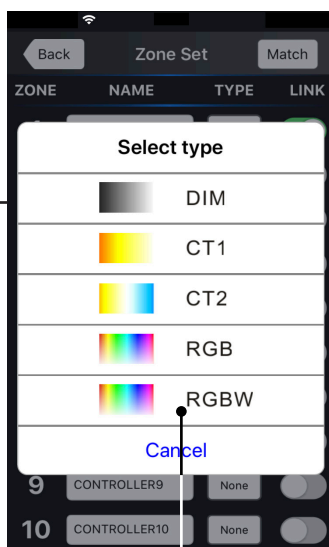 Back Zone Set Match
ZONE NAME TYPE LINK
Select type
DIM
CT1
CT2
RGB
RGBW
Cancel
9 CONTROLLER9 None
10 CONTROLLER10 None